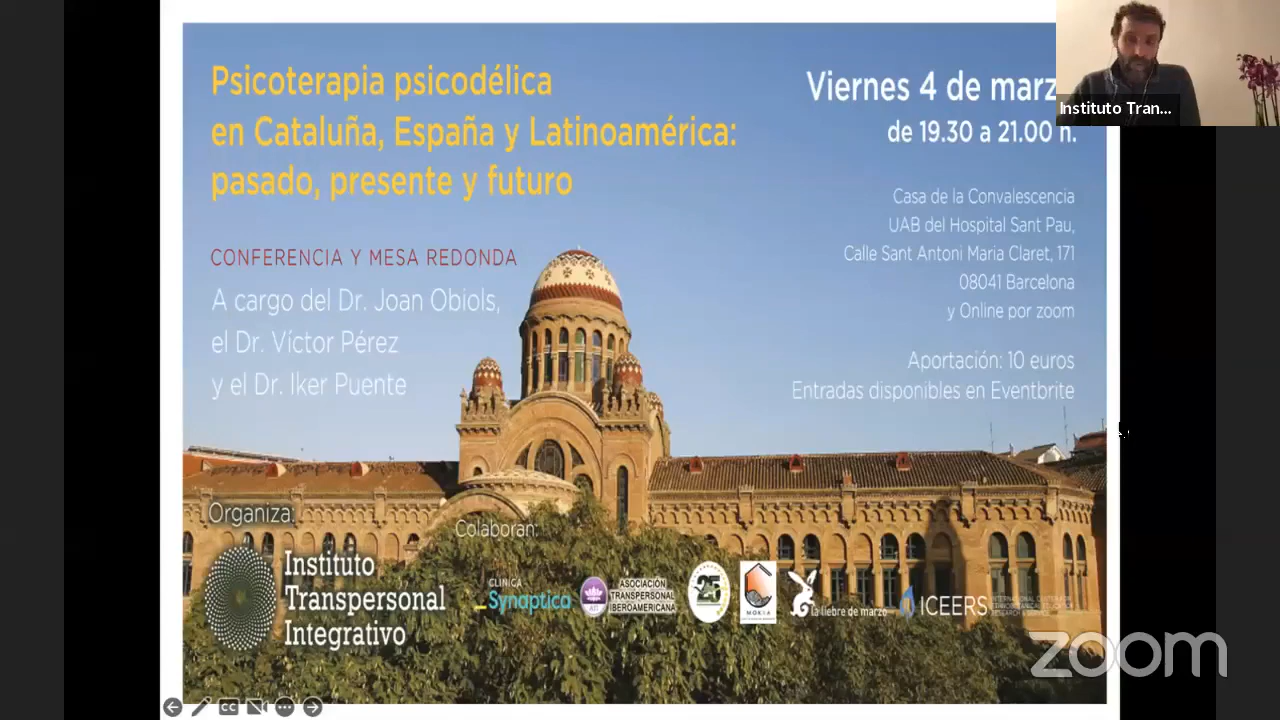 Psicoterapia psicodélica
en Cataluña, España y Latinoamérica:
pasado, presente y futuro
CONFERENCIA Y MESA REDONDA
A cargo del Dr. Joan Obiols,
el Dr. Víctor Pérez
y el Dr. Iker Puente
Viernes 4 de marz
de 19.30 a 21.00 h.
Instituto Tran...
Casa de la Convalescencia
UAB del Hospital Sant Pau,
Calle Sant Antoni Maria Claret, 171
08041 Barcelona
y Online por zoom
Aportación: 10 euros
Entradas disponibles en Eventbrite
Organiza:
Instituto
Transpersonal
Integrativo
Colaboran:
CLÍNICA
Synaptica
ATI
ASOCIACIÓN
TRANSPERSONAL
IBEROAMERICANA
25
MOKSA
la liebre de marzo
ICEERS
zoom
CC